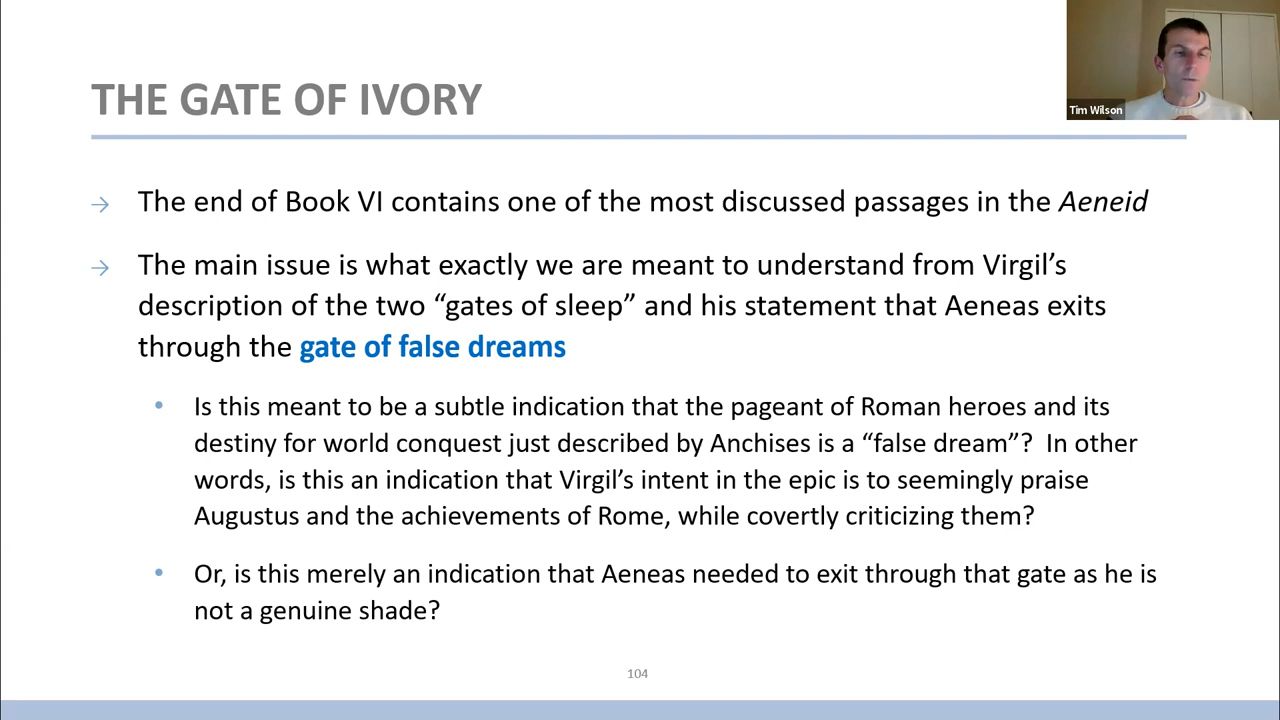 THE GATE OF IVORY
Tim Wilson
→ The end of Book VI contains one of the most discussed passages in the Aeneid
→ The main issue is what exactly we are meant to understand from Virgil’s
description of the two “gates of sleep” and his statement that Aeneas exits
through the gate of false dreams
• Is this meant to be a subtle indication that the pageant of Roman heroes and its
destiny for world conquest just described by Anchises is a “false dream”?  In other
words, is this an indication that Virgil’s intent in the epic is to seemingly praise
Augustus and the achievements of Rome, while covertly criticizing them?
• Or, is this merely an indication that Aeneas needed to exit through that gate as he is
not a genuine shade?
104